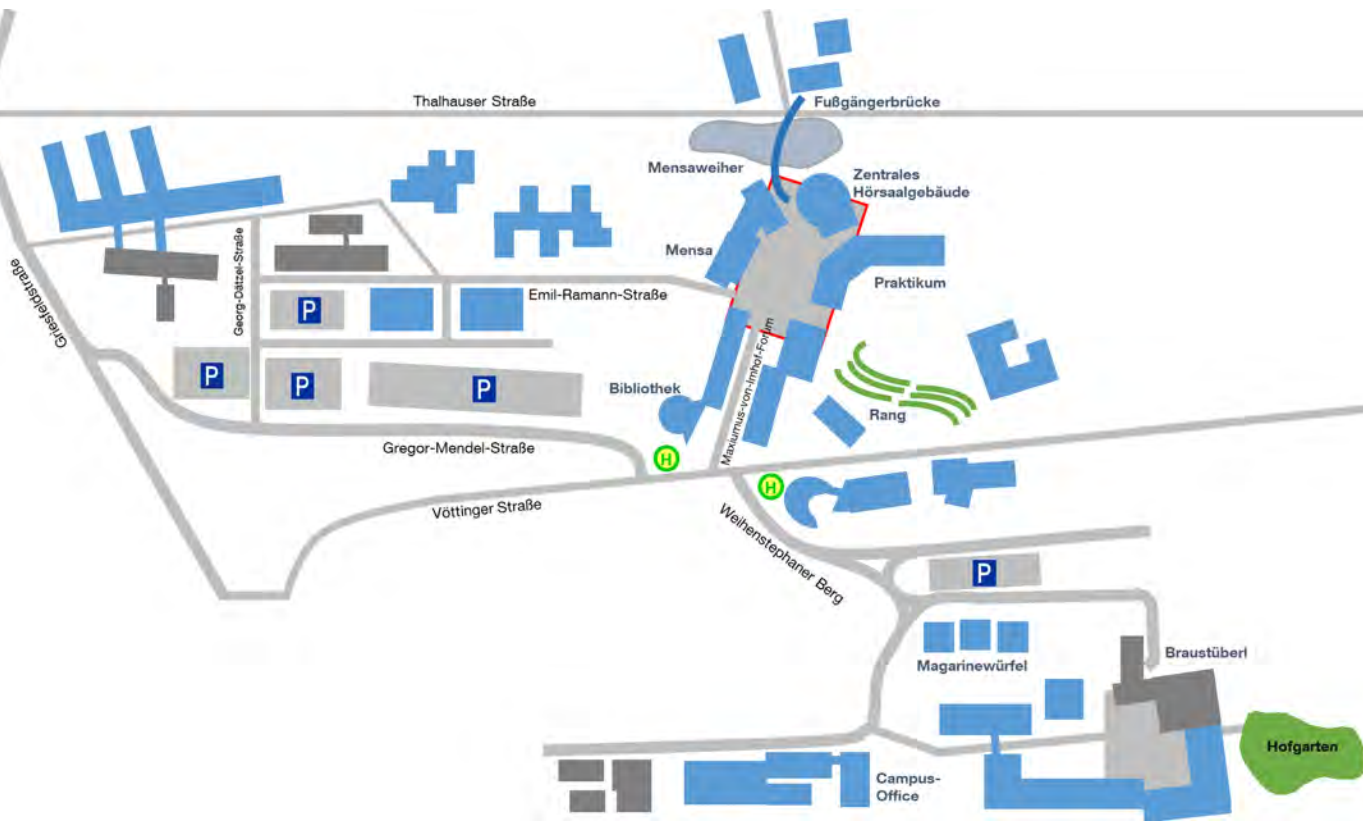 Thalhauser Straße
Fußgängerbrücke
Mensaweiher
Zentrales
Hörsaalgebäude
Mensa
Praktikum
Georg-Dätzel-Straße
Griesfeldstraße
Emil-Ramann-Straße
P
Maxiumus-von-Imhof-Forum
P
P
P
Bibliothek
Rang
Gregor-Mendel-Straße
H
H
Vöttinger Straße
Weihenstephaner Berg
P
Magarinewürfel
Braustüberl
Hofgarten
Campus-
Office